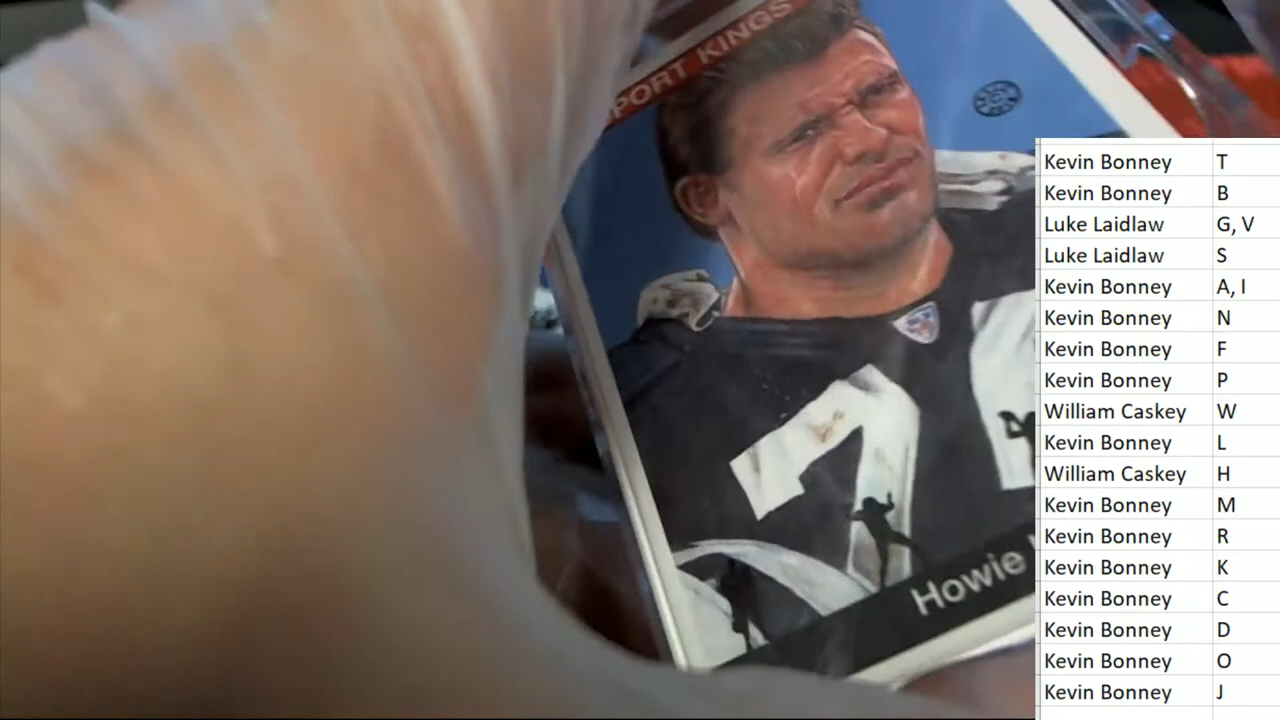 PORT KINGS
Howie
Kevin Bonney T
Kevin Bonney B
Luke Laidlaw G, V
Luke Laidlaw S
Kevin Bonney A, I
Kevin Bonney N
Kevin Bonney F
Kevin Bonney P
William Caskey W
Kevin Bonney L
William Caskey H
Kevin Bonney M
Kevin Bonney R
Kevin Bonney K
Kevin Bonney C
Kevin Bonney D
Kevin Bonney O
Kevin Bonney J
7